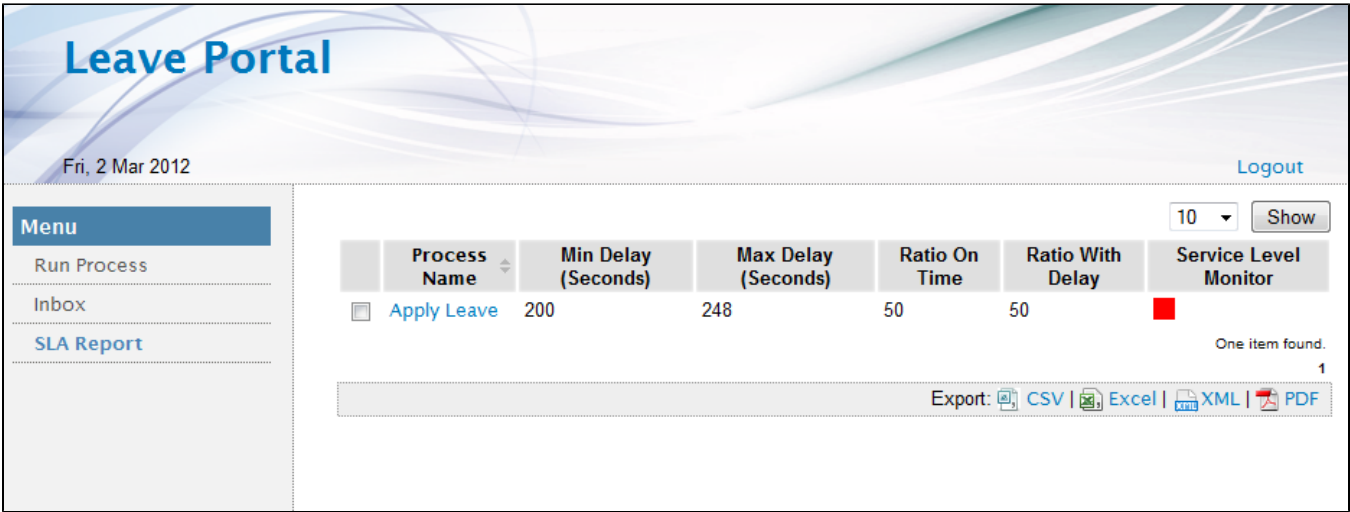 Leave Portal
Fri, 2 Mar 2012
Logout
Menu
Run Process
Inbox
SLA Report
10
Show
Process Name
Min Delay (Seconds)
Max Delay (Seconds)
Ratio On Time
Ratio With Delay
Service Level Monitor
Apply Leave 200 248 50 50
One item found.
1
Export: CSV | Excel | XML | PDF